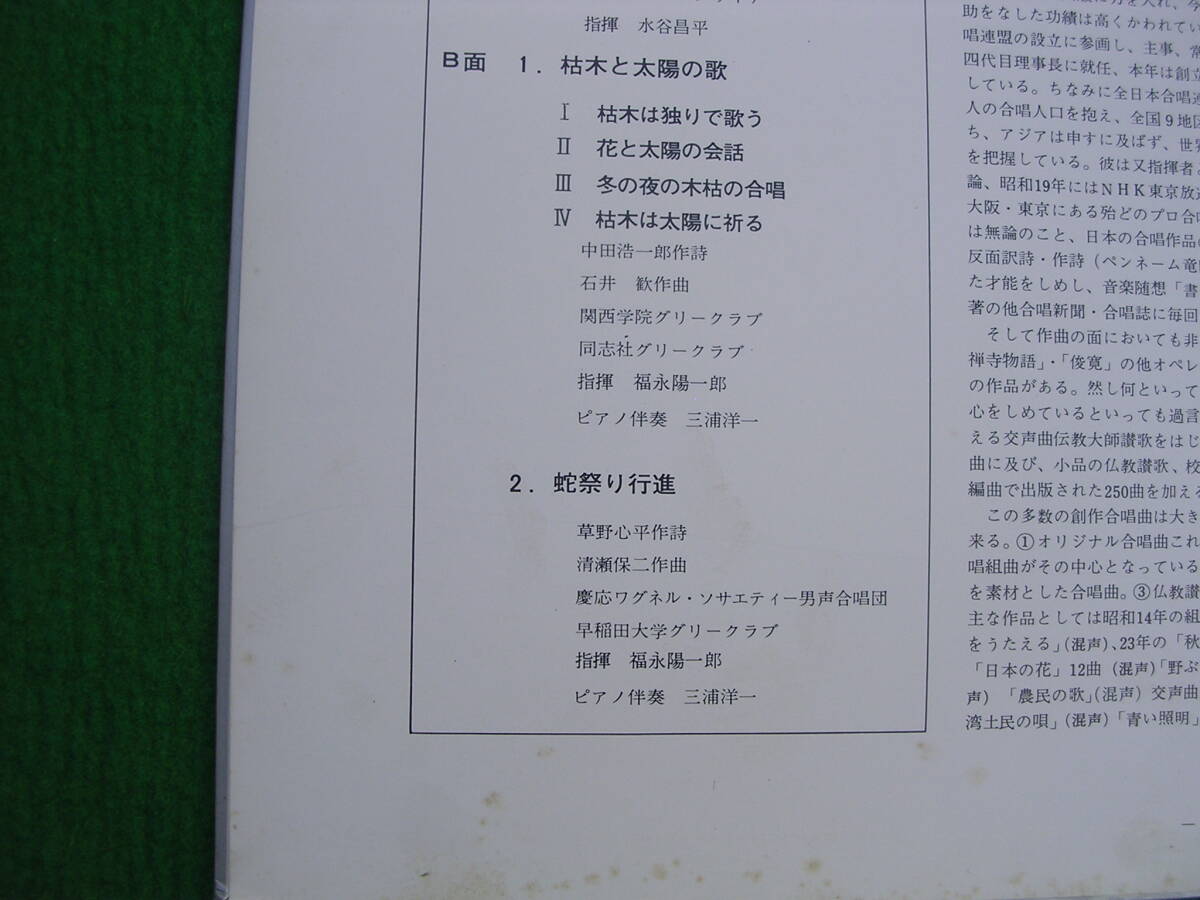 指揮 水谷昌平
B面 1. 枯木と太陽の歌
Ⅰ 枯木は独りで歌う
Ⅱ 花と太陽の会話
Ⅲ 冬の夜の木枯の合唱
Ⅳ 枯木は太陽に祈る
中田浩一郎作詩
石井 歓作曲
関西学院グリークラブ
同志社グリークラブ
指揮 福永陽一郎
ピアノ伴奏 三浦洋一
2. 蛇祭り行進
草野心平作詩
清瀬保二作曲
慶応ワグネル・ソサエティー男声合唱団
早稲田大学グリークラブ
指揮 福永陽一郎
ピアノ伴奏 三浦洋一
助をなした功績は高くかわれてい
唱連盟の設立に参画し、主事、常
四代目理事長に就任、本年は創立
している。ちなみに全日本合唱連
人の合唱人口を抱え、全国9地区
ち、アジアは申すに及ばず、世界
を把握している。彼は又指揮者
論、昭和19年にはNHK東京放送
大阪・東京にある殆どのプロ合唱
は無論のこと、日本の合唱作品の
反面訳詩・作詩(ペンネーム竜
た才能をしめし、音楽随想「書
著の他合唱新聞・合唱誌に毎回
そして作曲の面においても非
禅寺物語」・「俊寛」の他オペレ
の作品がある。然し何といって
心をしめているといっても過言
える交声曲伝教大師讃歌をはじ
曲に及び、小品の仏教讃歌、校
編曲で出版された250曲を加える
この多数の創作合唱曲は大き
来る。①オリジナル合唱曲これ
唱組曲がその中心となっている
を素材とした合唱曲。③仏教讃
主な作品としては昭和14年の組
をうたえる」(混声)、23年の「秋
「日本の花」12曲(混声)「野ぶ
声)「農民の歌」(混声)交声曲
湾土民の唄」(混声)「青い照明」